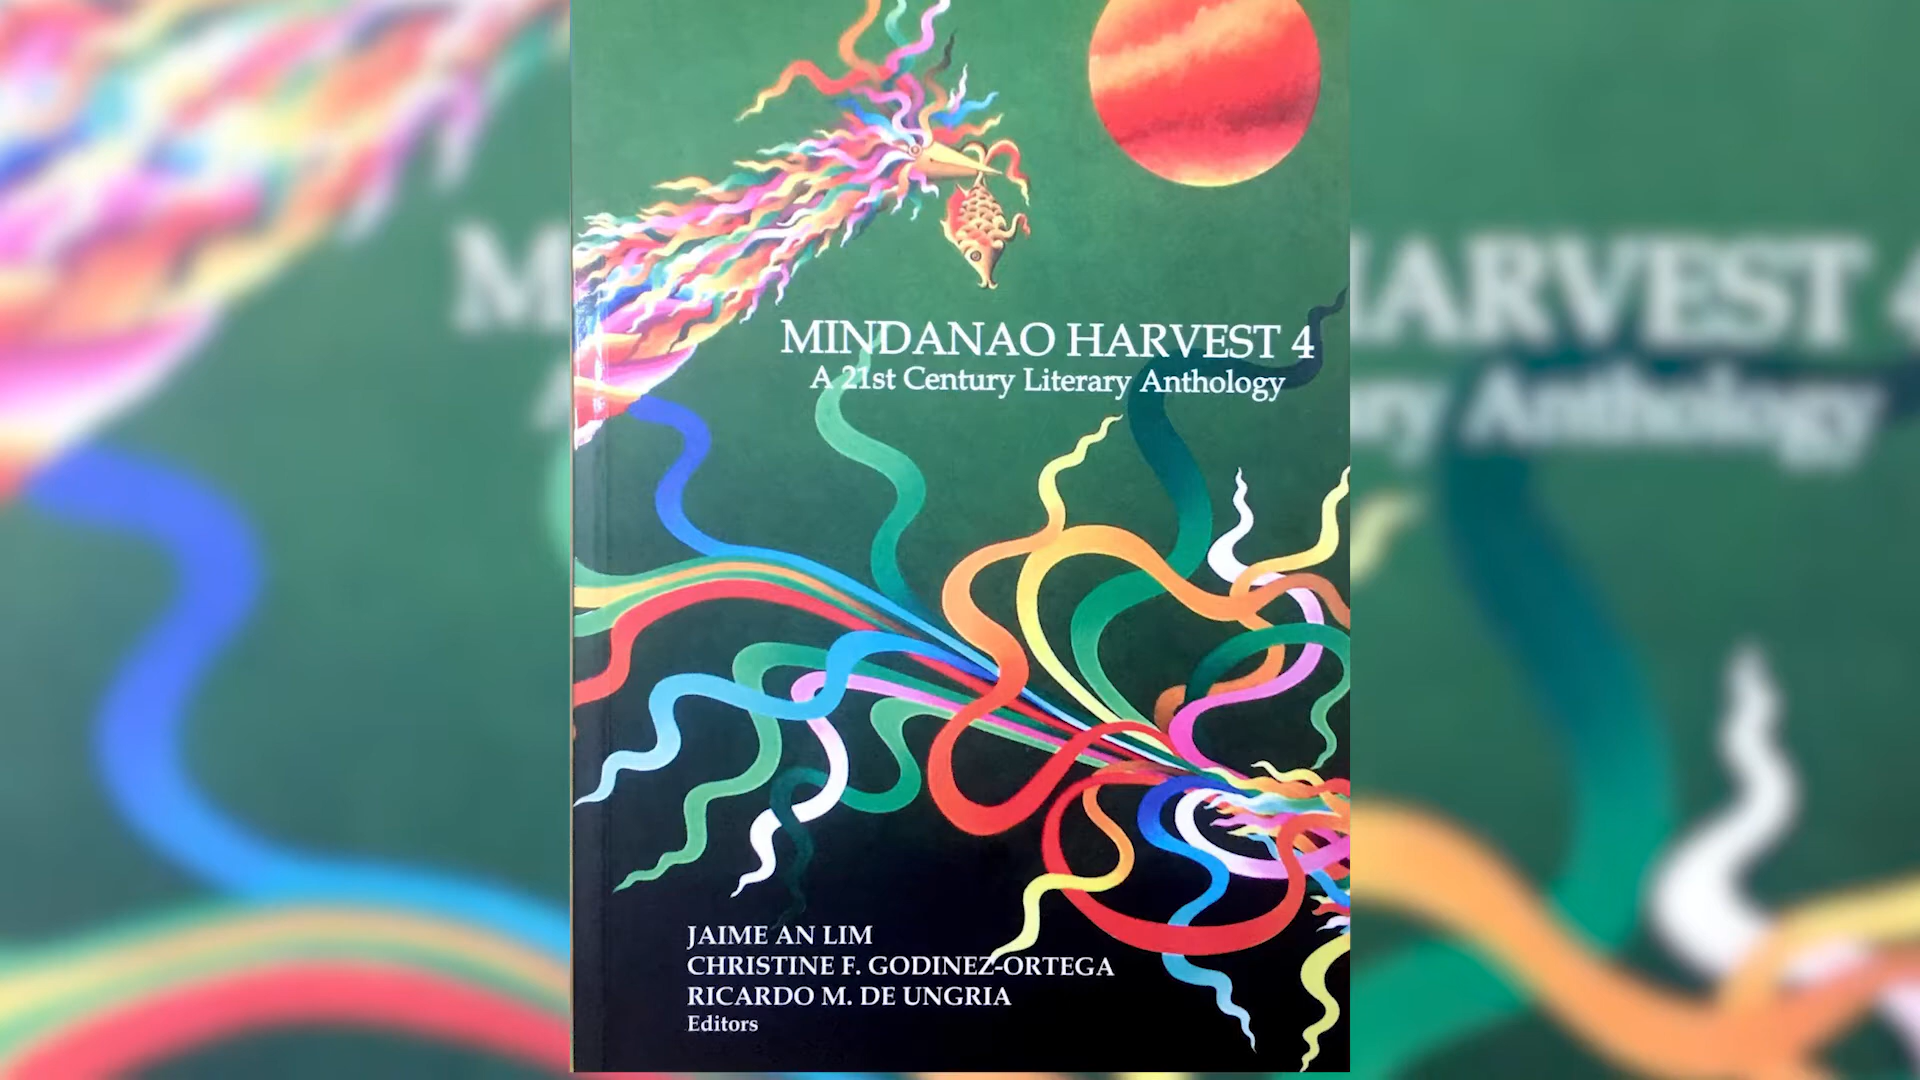 MINDANAO HARVEST 4
A 21st Century Literary Anthology
JAIME AN LIM
CHRISTINE F. GODINEZ-ORTEGA
RICARDO M. DE UNGRIA
Editors